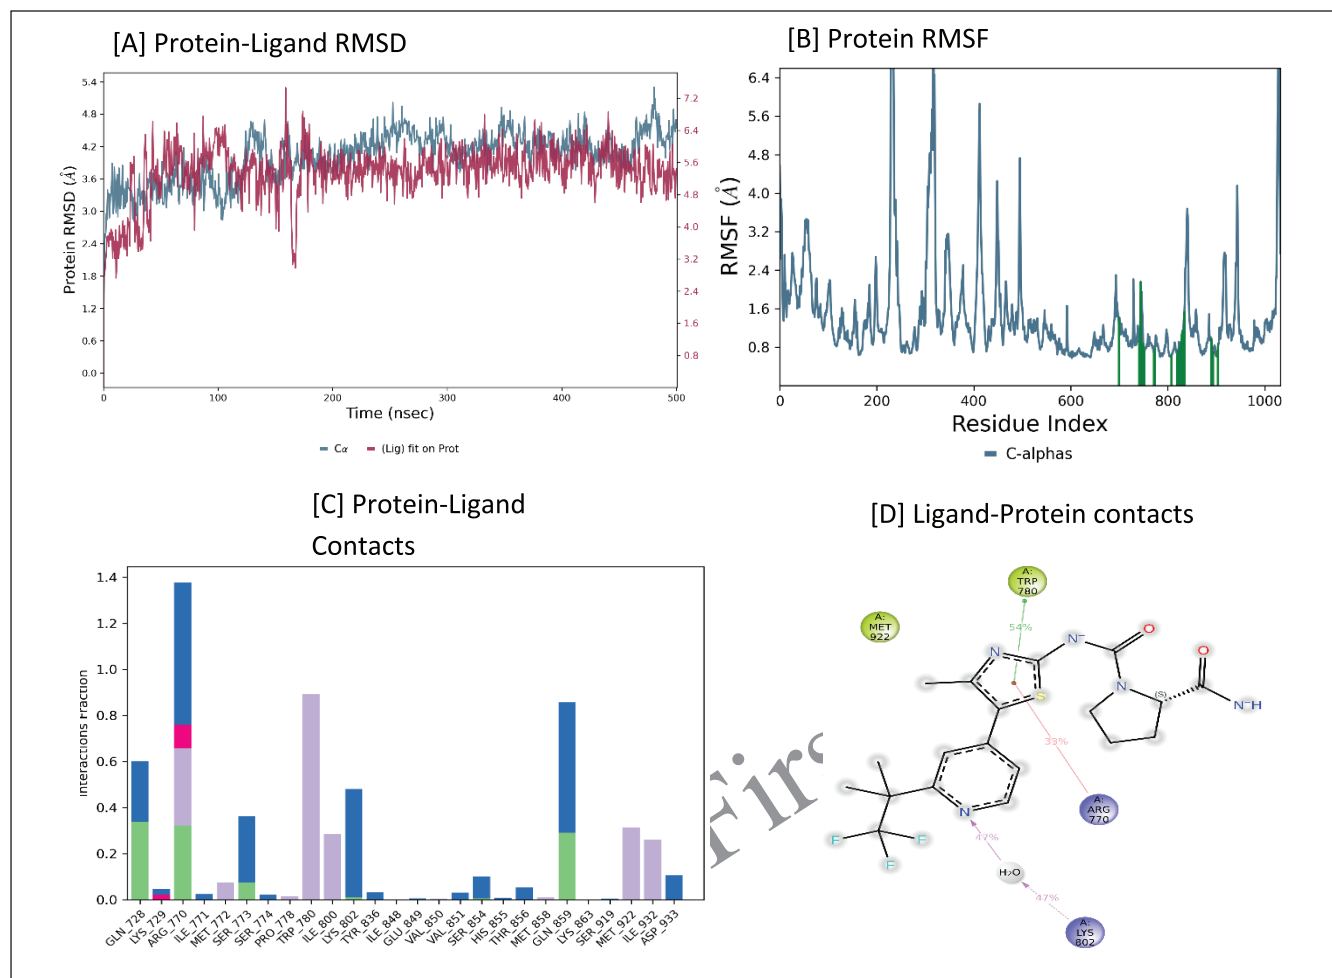 [A] Protein-Ligand RMSD
5.4
4.8
4.2
3.6
3.0
2.4
1.8
1.2
0.6
0.0
Protein RMSD (Å)
7.2
6.4
5.6
4.8
4.0
3.2
2.4
1.6
0.8
0 100 200 300 400 500
Time (nsec)
Cα (Lig) fit on Prot
[B] Protein RMSF
6.4
5.6
4.8
4.0
3.2
2.4
1.6
0.8
RMSF (Å)
0 200 400 600 800 1000
Residue Index
C-alphas
[C] Protein-Ligand
Contacts
1.4
1.2
1.0
0.8
0.6
0.4
0.2
0.0
Interactions Fraction
GLN_728 LYS_729 ARG_770 ILE_771 MET_772 SER_773 SER_774 PRO_778 TRP_780 ILE_800 LYS_802 TYR_836 ILE_848 GLU_849 VAL_850 VAL_851 SER_854 HIS_855 THR_856 MET_858 GLN_859 LYS_863 SER_919 MET_922 ILE_932 ASP_933
Firs
[D] Ligand-Protein contacts
A:
TRP
780
A:
MET
922
54%
N⁻
O
O
N
N
(S)
N⁻H
S
33%
A:
ARG
770
N
F
F
F
47%
H₂O
47%
A:
LYS
802